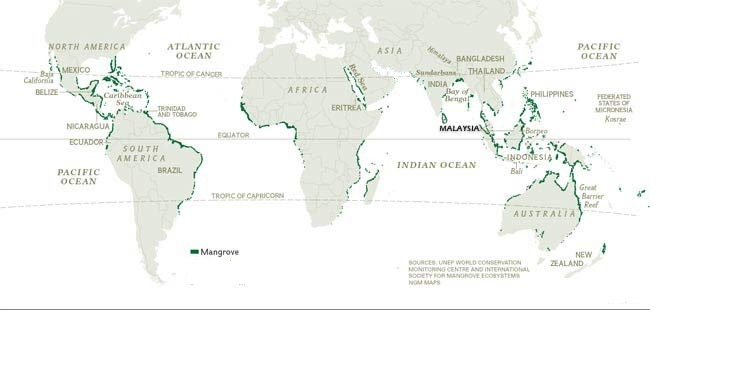 NORTH AMERICA
ATLANTIC
OCEAN
ASIA
PACIFIC
OCEAN
Himalaya
BANGLADESH
MEXICO
Baja
California
TROPIC OF CANCER
Red Sea
Sundarbans
THAILAND
BELIZE
Caribbean
Sea
AFRICA
INDIA
Bay of
Bengal
PHILIPPINES
FEDERATED
STATES OF
MICRONESIA
Kosrae
TRINIDAD
AND TOBAGO
ERITREA
NICARAGUA
MALAYSIA
Borneo
EQUATOR
ECUADOR
SOUTH
AMERICA
INDONESIA
INDIAN OCEAN
Bali
PACIFIC
OCEAN
BRAZIL
TROPIC OF CAPRICORN
Great
Barrier
Reef
AUSTRALIA
Mangrove
NEW
ZEALAND
SOURCES: UNEP WORLD CONSERVATION
MONITORING CENTRE AND INTERNATIONAL
SOCIETY FOR MANGROVE ECOSYSTEMS
NGM MAPS